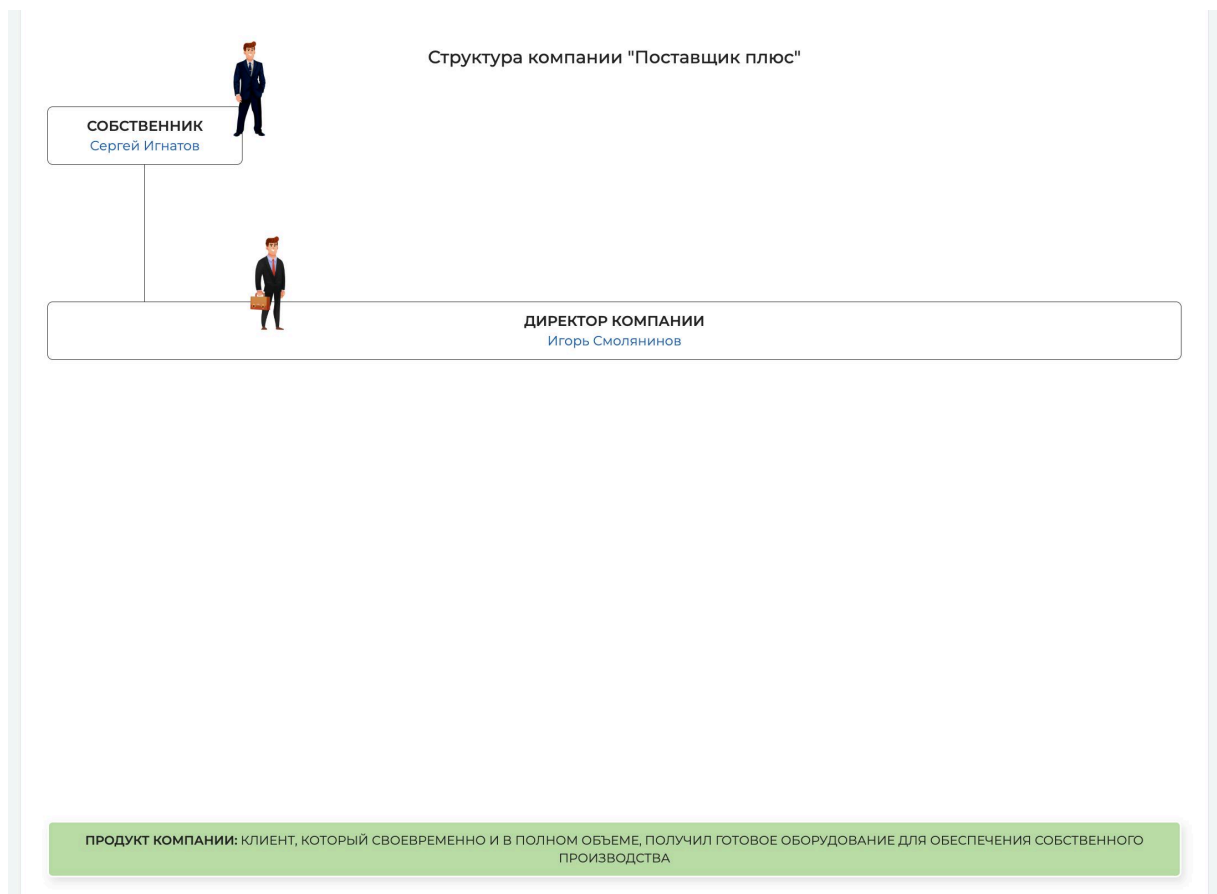 Структура компании "Поставщик плюс"
СОБСТВЕННИК
Сергей Игнатов
ДИРЕКТОР КОМПАНИИ
Игорь Смолянинов
ПРОДУКТ КОМПАНИИ: КЛИЕНТ, КОТОРЫЙ СВОЕВРЕМЕННО И В ПОЛНОМ ОБЪЕМЕ, ПОЛУЧИЛ ГОТОВОЕ ОБОРУДОВАНИЕ ДЛЯ ОБЕСПЕЧЕНИЯ СОБСТВЕННОГО
ПРОИЗВОДСТВА